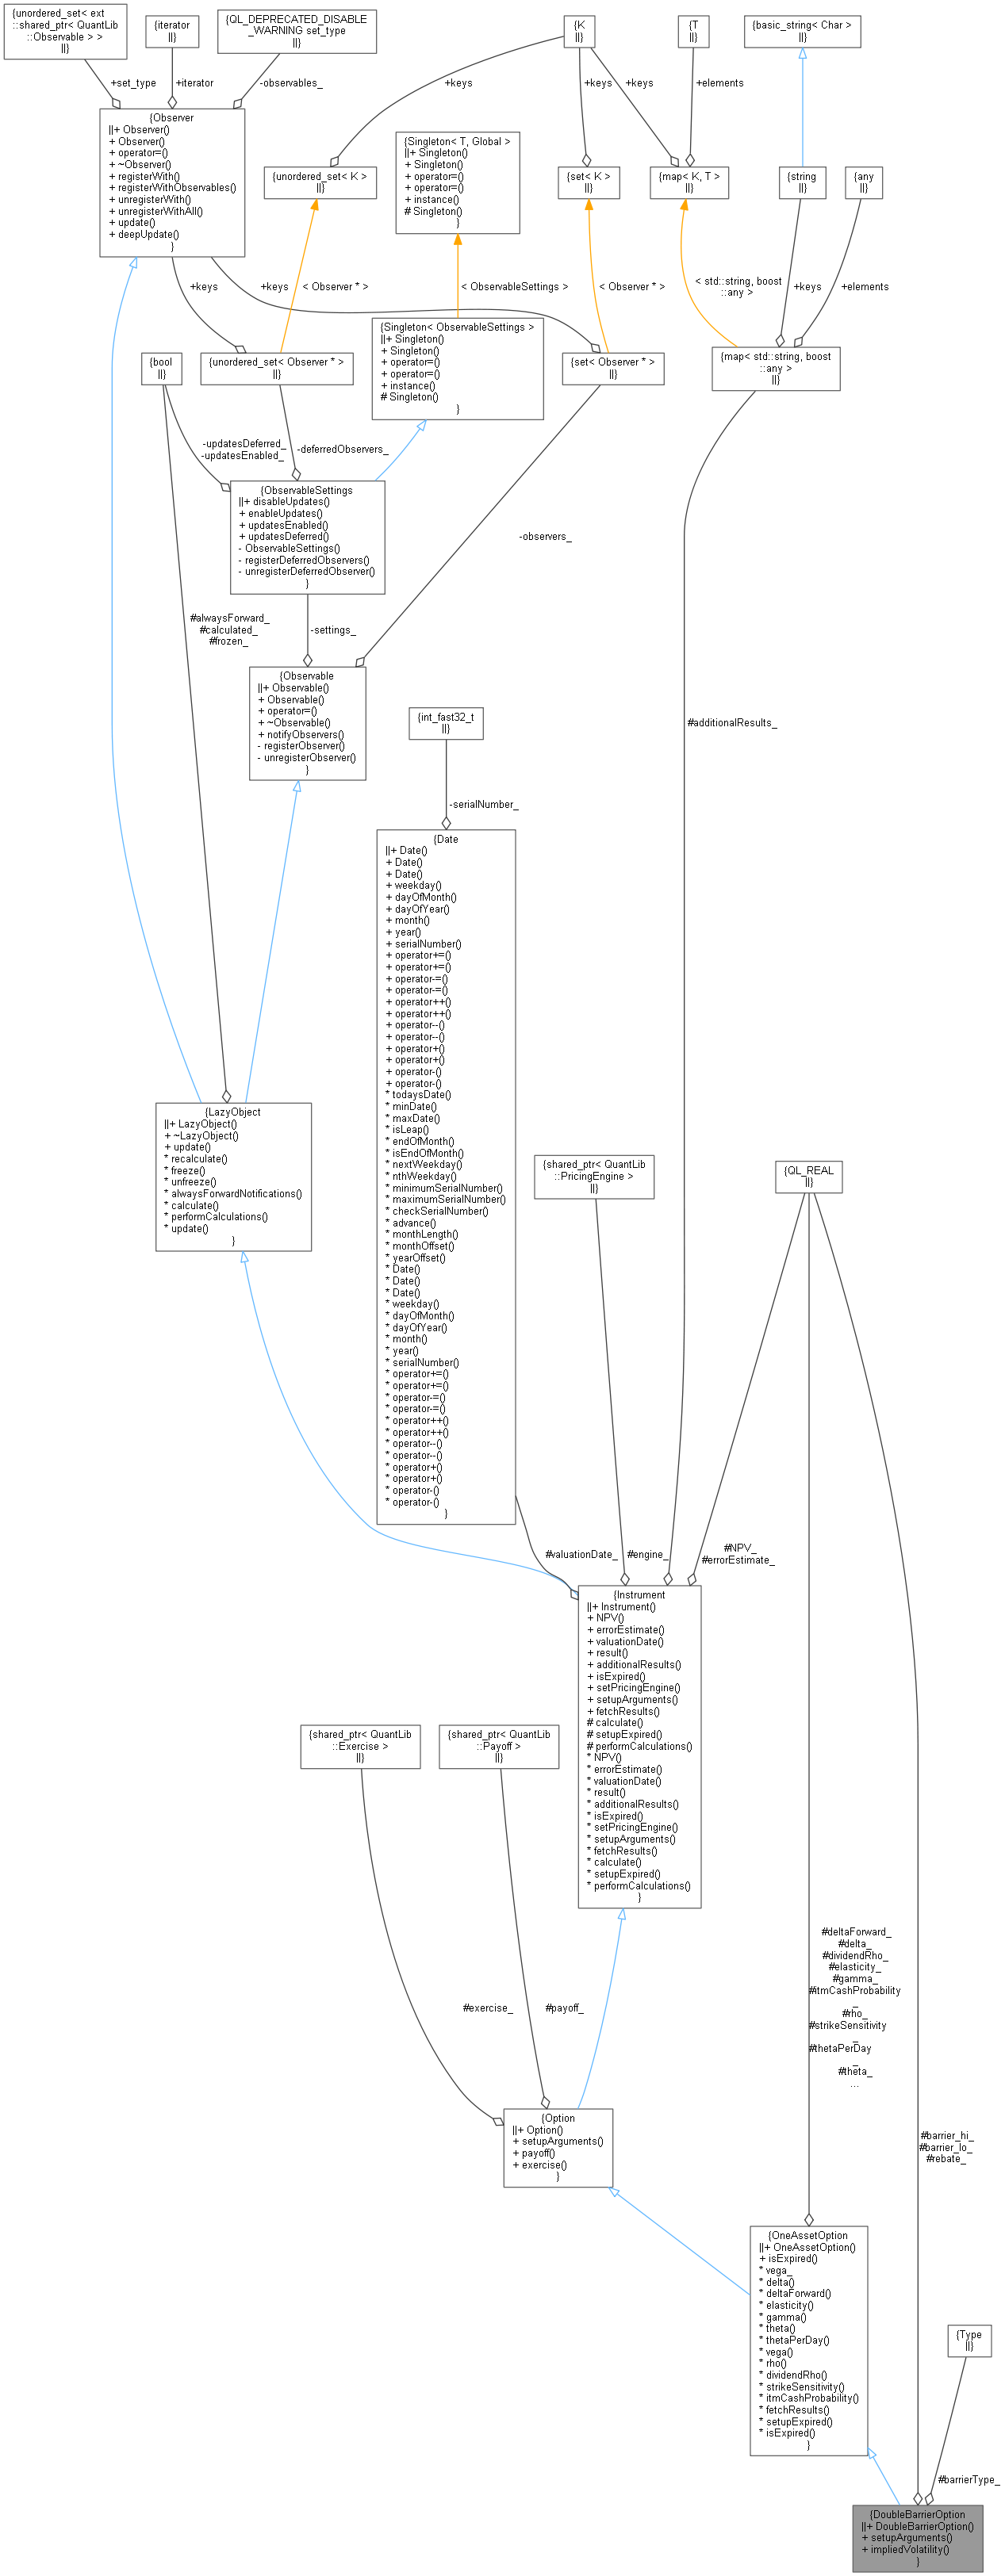 {unordered_set< ext
::shared_ptr< QuantLib
::Observable > >
||}
{iterator
||}
{QL_DEPRECATED_DISABLE
_WARNING set_type
||}
{K
||}
{T
||}
{basic_string< Char >
||}
+set_type
+iterator
-observables_
+keys
+keys
+keys
+elements
{Observer
||+ Observer()
+ Observer()
+ operator=()
+ ~Observer()
+ registerWith()
+ registerWithObservables()
+ unregisterWith()
+ unregisterWithAll()
+ update()
+ deepUpdate()
}
{unordered_set< K >
||}
{Singleton< T, Global >
||+ Singleton()
+ Singleton()
+ operator=()
+ operator=()
+ instance()
# Singleton()
}
{set< K >
||}
{map< K, T >
||}
{string
||}
{any
||}
+keys
+keys
< Observer * >
< ObservableSettings >
< Observer * >
< std::string, boost
::any >
+keys
+elements
{bool
||}
{unordered_set< Observer * >
||}
{Singleton< ObservableSettings >
||+ Singleton()
+ Singleton()
+ operator=()
+ operator=()
+ instance()
# Singleton()
}
{set< Observer * >
||}
{map< std::string, boost
::any >
||}
-updatesDeferred_
-updatesEnabled_
-deferredObservers_
{ObservableSettings
||+ disableUpdates()
+ enableUpdates()
+ updatesEnabled()
+ updatesDeferred()
- ObservableSettings()
- registerDeferredObservers()
- unregisterDeferredObserver()
}
-observers_
#alwaysForward_
#calculated_
#frozen_
-settings_
{Observable
||+ Observable()
+ Observable()
+ operator=()
+ ~Observable()
+ notifyObservers()
- registerObserver()
- unregisterObserver()
}
{int_fast32_t
||}
#additionalResults_
-serialNumber_
{Date
||+ Date()
+ Date()
+ Date()
+ weekday()
+ dayOfMonth()
+ dayOfYear()
+ month()
+ year()
+ serialNumber()
+ operator+=()
+ operator+=()
+ operator-=()
+ operator-=()
+ operator++()
+ operator++()
+ operator--()
+ operator--()
+ operator+()
+ operator+()
+ operator-()
+ operator-()
* todaysDate()
* minDate()
* maxDate()
* isLeap()
* endOfMonth()
* isEndOfMonth()
* nextWeekday()
* nthWeekday()
* minimumSerialNumber()
* maximumSerialNumber()
* checkSerialNumber()
* advance()
* monthLength()
* monthOffset()
* yearOffset()
* Date()
* Date()
* Date()
* weekday()
* dayOfMonth()
* dayOfYear()
* month()
* year()
* serialNumber()
* operator+=()
* operator+=()
* operator-=()
* operator-=()
* operator++()
* operator++()
* operator--()
* operator--()
* operator+()
* operator+()
* operator-()
* operator-()
}
{LazyObject
||+ LazyObject()
+ ~LazyObject()
+ update()
* recalculate()
* freeze()
* unfreeze()
* alwaysForwardNotifications()
* calculate()
* performCalculations()
* update()
}
{shared_ptr< QuantLib
::PricingEngine >
||}
{QL_REAL
||}
#valuationDate_
#engine_
#NPV_
#errorEstimate_
{Instrument
||+ Instrument()
+ NPV()
+ errorEstimate()
+ valuationDate()
+ result()
+ additionalResults()
+ isExpired()
+ setPricingEngine()
+ setupArguments()
+ fetchResults()
# calculate()
# setupExpired()
# performCalculations()
* NPV()
* errorEstimate()
* valuationDate()
* result()
* additionalResults()
* isExpired()
* setPricingEngine()
* setupArguments()
* fetchResults()
* calculate()
* setupExpired()
* performCalculations()
}
{shared_ptr< QuantLib
::Exercise >
||}
{shared_ptr< QuantLib
::Payoff >
||}
#exercise_
#payoff_
#deltaForward_
#delta_
#dividendRho_
#elasticity_
#gamma_
#itmCashProbability
_
#rho_
#strikeSensitivity
_
#thetaPerDay
_
#theta_
...
{Option
||+ Option()
+ setupArguments()
+ payoff()
+ exercise()
}
#barrier_hi_
#barrier_lo_
#rebate_
{OneAssetOption
||+ OneAssetOption()
+ isExpired()
* vega_
* delta()
* deltaForward()
* elasticity()
* gamma()
* theta()
* thetaPerDay()
* vega()
* rho()
* dividendRho()
* strikeSensitivity()
* itmCashProbability()
* fetchResults()
* setupExpired()
* isExpired()
}
{Type
||}
#barrierType_
{DoubleBarrierOption
||+ DoubleBarrierOption()
+ setupArguments()
+ impliedVolatility()
}